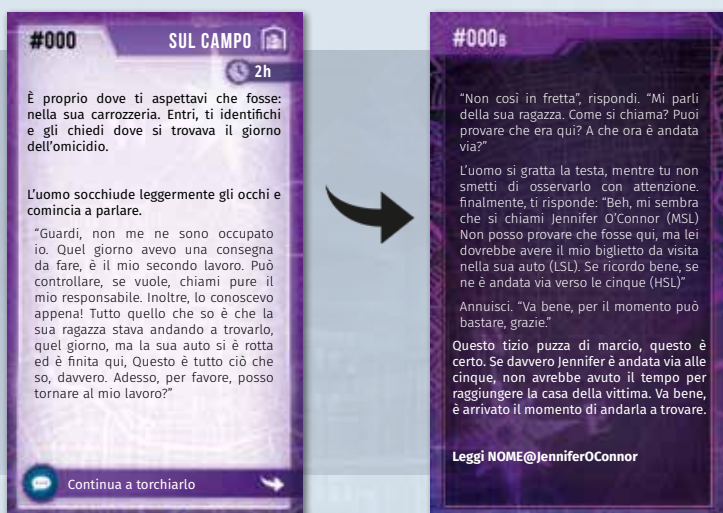 #000
SUL CAMPO
2h
È proprio dove ti aspettavi che fosse:
nella sua carrozzeria. Entri, ti identifichi
e gli chiedi dove si trovava il giorno
dell'omicidio.
L'uomo socchiude leggermente gli occhi e
comincia a parlare.
"Guardi, non me ne sono occupato
io. Quel giorno avevo una consegna
da fare, è il mio secondo lavoro. Può
controllare, se vuole, chiami pure il
mio responsabile. Inoltre, lo conoscevo
appena! Tutto quello che so è che la
sua ragazza stava andando a trovarlo,
quel giorno, ma la sua auto si è rotta
ed è finita qui, Questo è tutto ciò che
so, davvero. Adesso, per favore, posso
tornare al mio lavoro?"
Continua a torchiarlo
#000B
"Non così in fretta", rispondi. "Mi parli
della sua ragazza. Come si chiama? Puoi
provare che era qui? A che ora è andata
via?"
L'uomo si gratta la testa, mentre tu non
smetti di osservarlo con attenzione.
finalmente, ti risponde: "Beh, mi sembra
che si chiami Jennifer O'Connor (MSL)
Non posso provare che fosse qui, ma lei
dovrebbe avere il mio biglietto da visita
nella sua auto (LSL). Se ricordo bene, se
ne è andata via verso le cinque (HSL)"
Annuisci. "Va bene, per il momento può
bastare, grazie."
Questo tizio puzza di marcio, questo è
certo. Se davvero Jennifer è andata via alle
cinque, non avrebbe avuto il tempo per
raggiungere la casa della vittima. Va bene,
è arrivato il momento di andarla a trovare.
Leggi NOME@JenniferOConnor